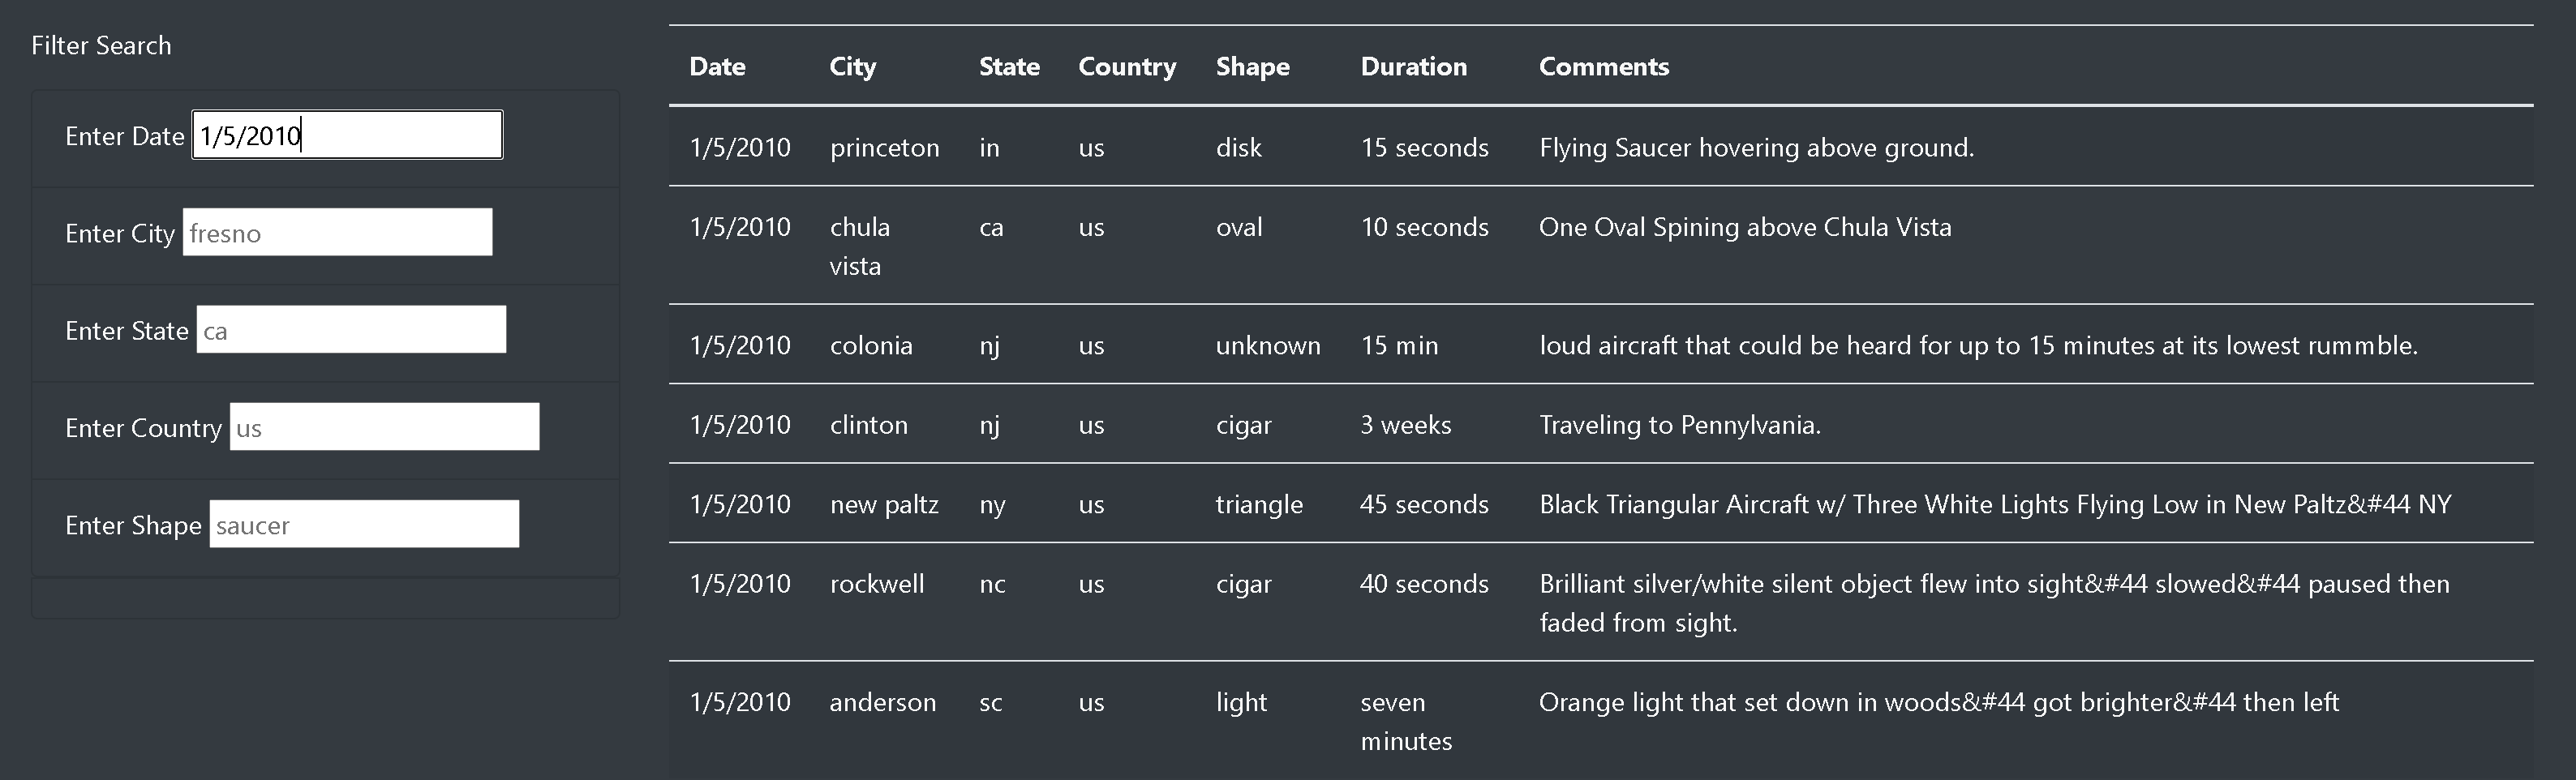 Filter Search
Enter Date 1/5/2010
Enter City fresno
Enter State ca
Enter Country us
Enter Shape saucer
Date City State Country Shape Duration Comments
1/5/2010 princeton in us disk 15 seconds Flying Saucer hovering above ground.
1/5/2010 chula ca us oval 10 seconds One Oval Spining above Chula Vista
vista
1/5/2010 colonia nj us unknown 15 min loud aircraft that could be heard for up to 15 minutes at its lowest rummble.
1/5/2010 clinton nj us cigar 3 weeks Traveling to Pennylvania.
1/5/2010 new paltz ny us triangle 45 seconds Black Triangular Aircraft w/ Three White Lights Flying Low in New Paltz&#44 NY
1/5/2010 rockwell nc us cigar 40 seconds Brilliant silver/white silent object flew into sight&#44 slowed&#44 paused then
faded from sight.
1/5/2010 anderson sc us light seven Orange light that set down in woods&#44 got brighter&#44 then left
minutes